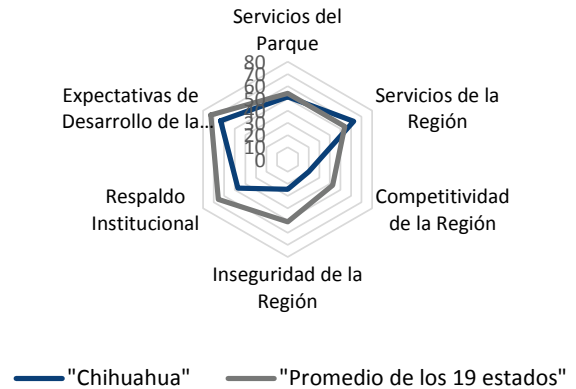 Servicios del
Parque
80
70
60
50
40
30
20
10
0
Servicios de la
Región
Competitividad
de la Región
Inseguridad de la
Región
Respaldo
Institucional
Expectativas de
Desarrollo de la...
"Chihuahua"
"Promedio de los 19 estados"